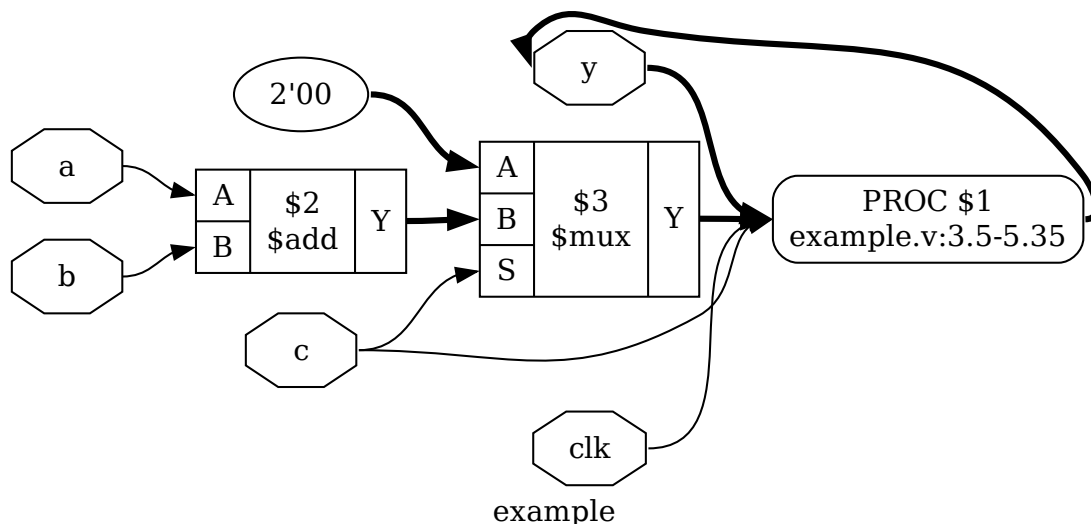 y
2'00
a
A
B
$2
$add
Y
A
B
S
$3
$mux
Y
PROC $1
example.v:3.5-5.35
b
c
clk
example